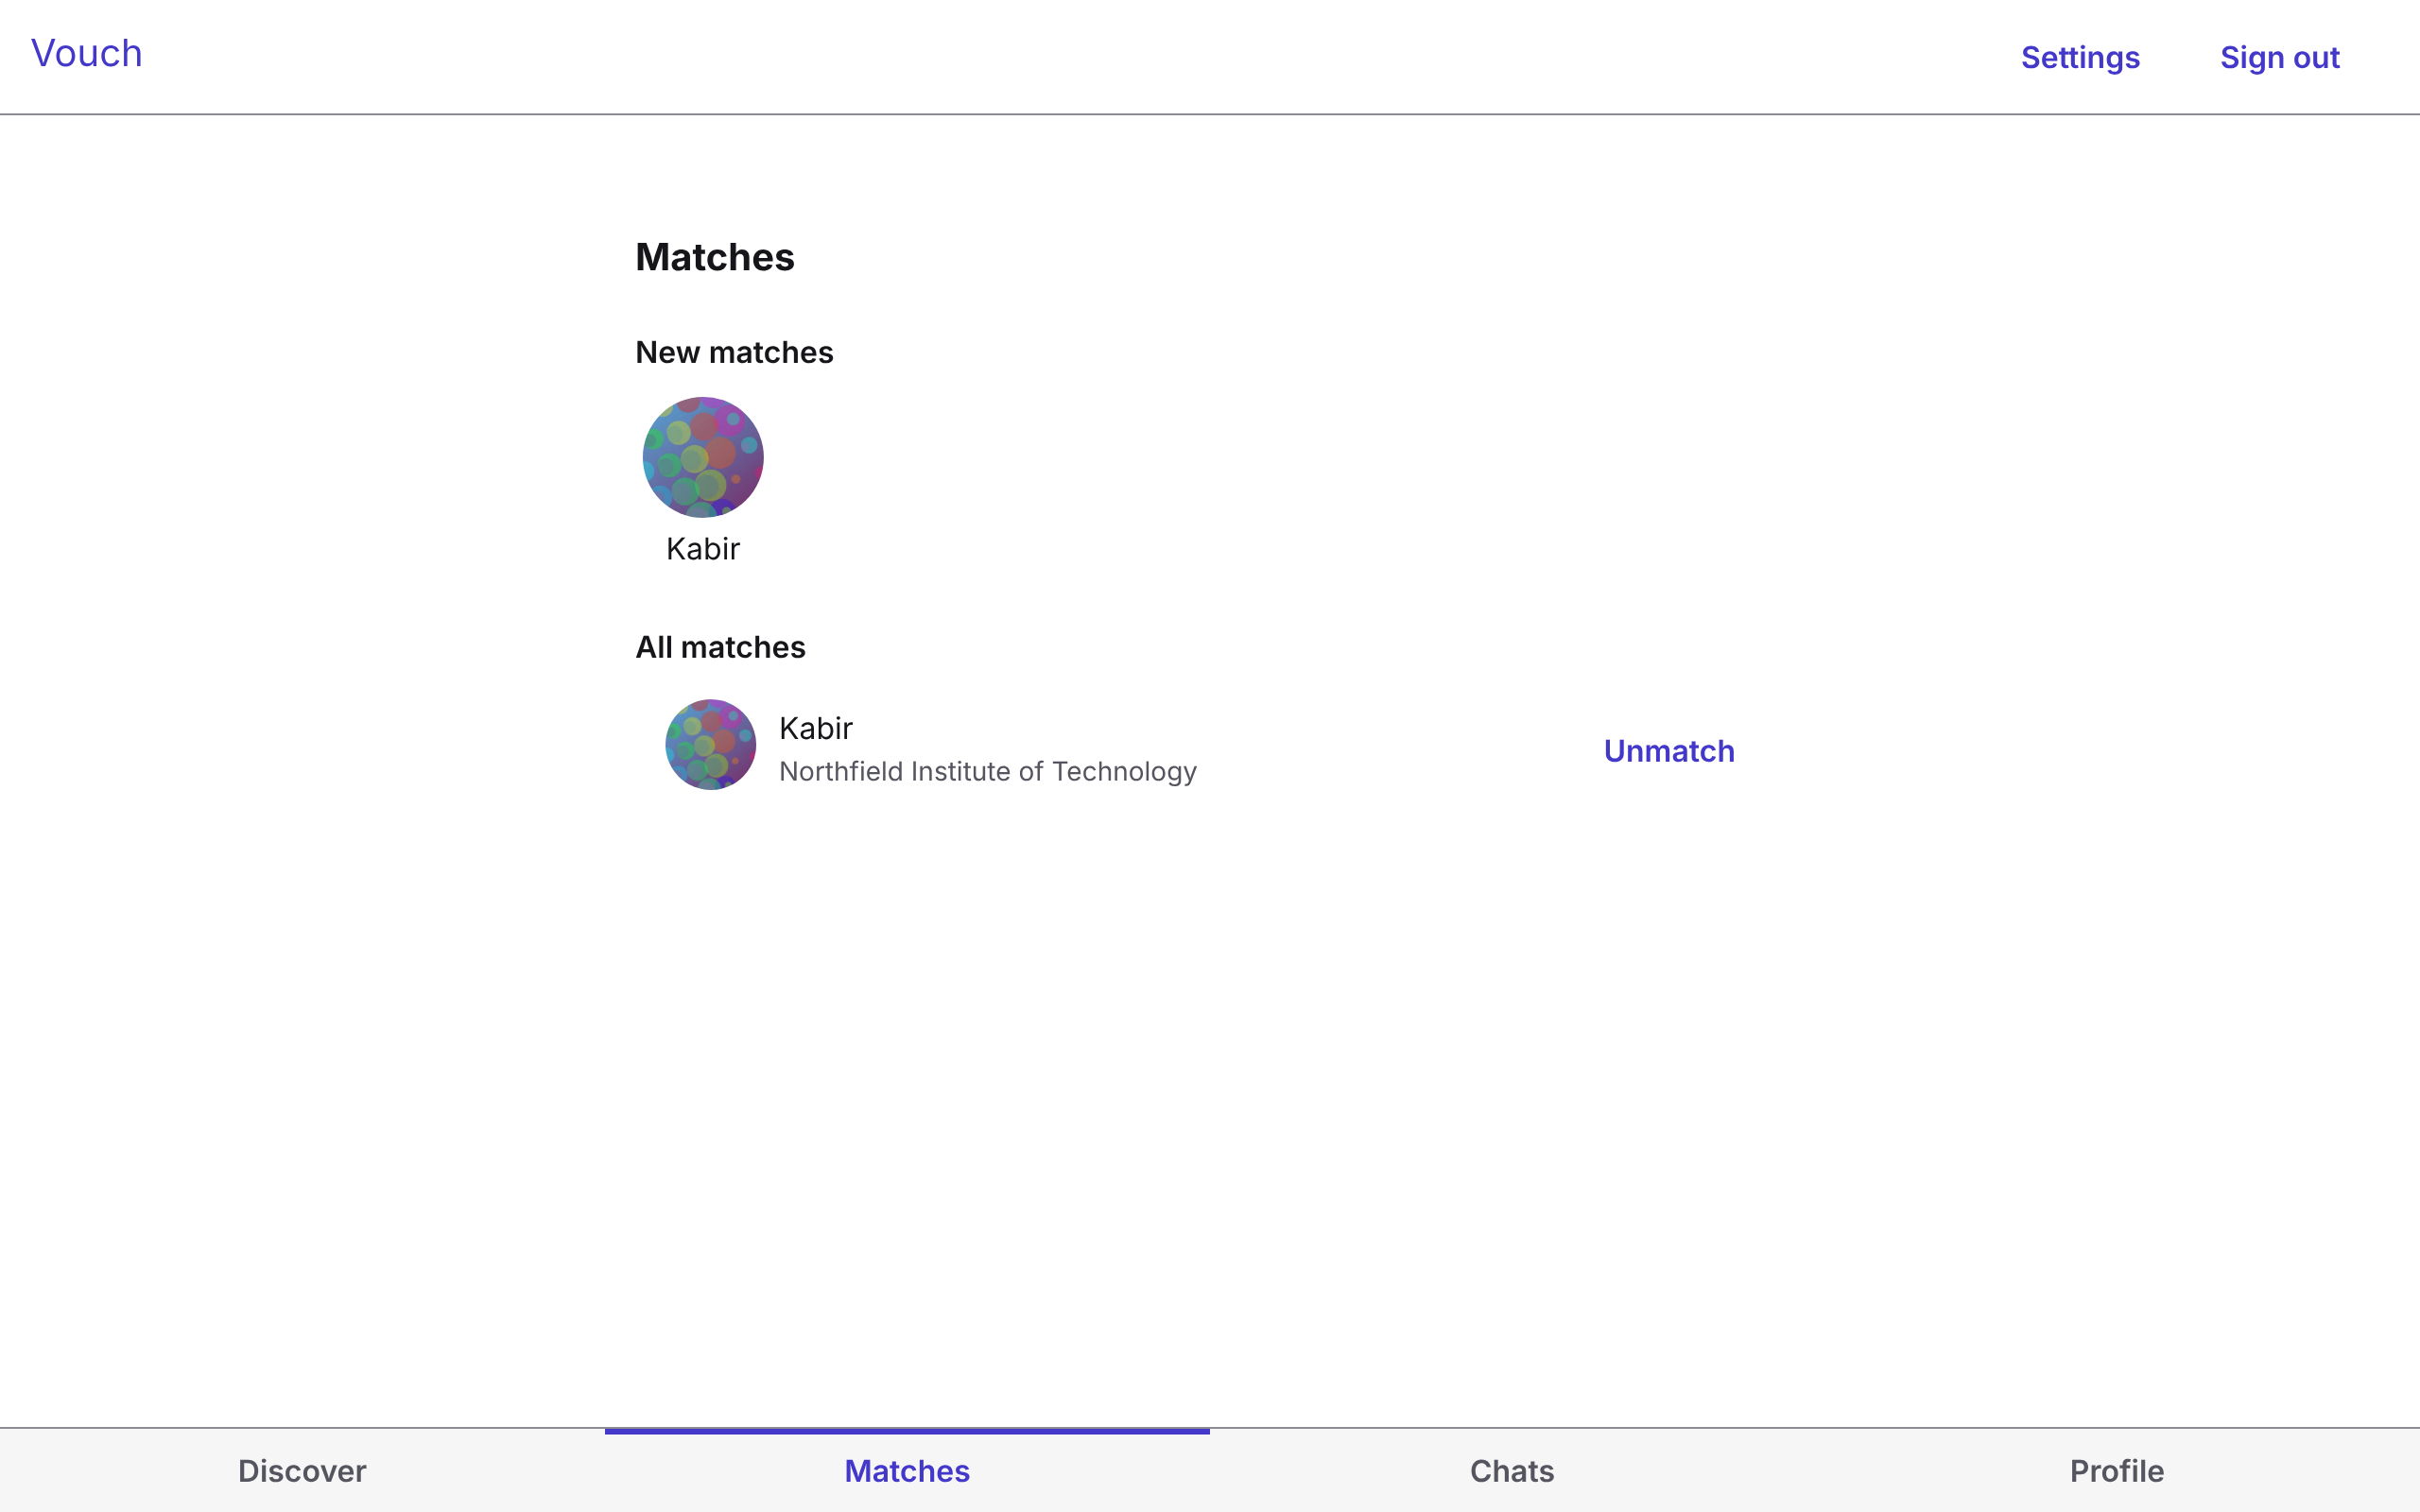 Vouch
Settings
Sign out
Matches
New matches
Kabir
All matches
Kabir
Northfield Institute of Technology
Unmatch
Discover
Matches
Chats
Profile